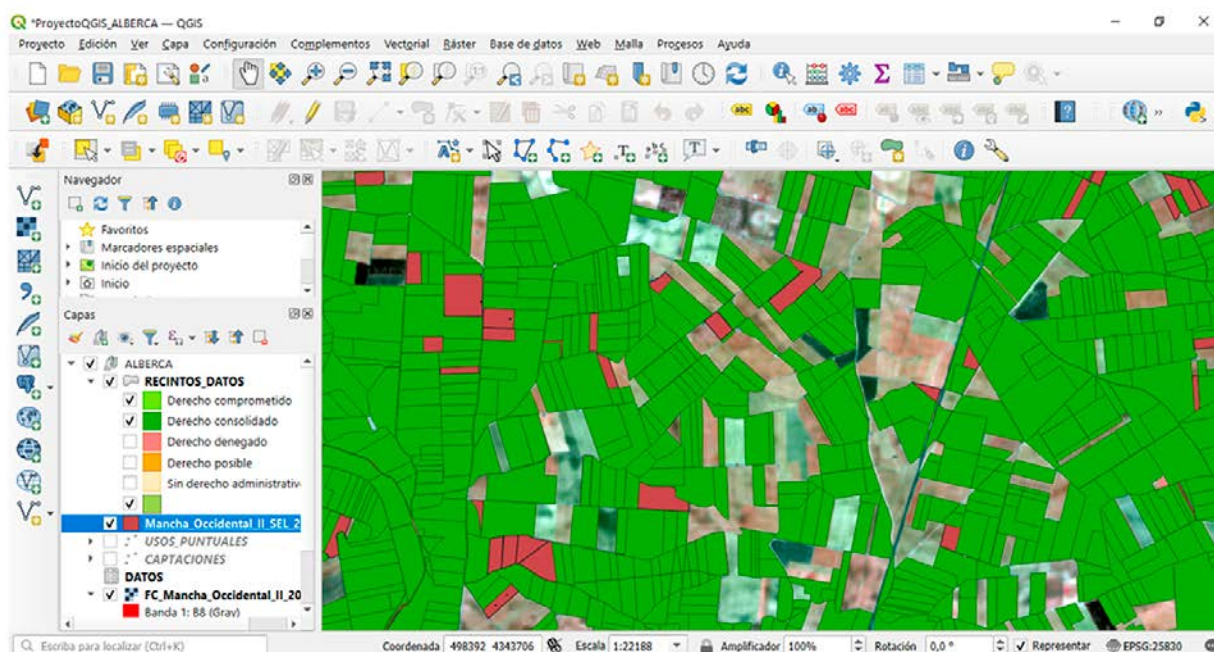 *ProyectoQGIS_ALBERCA — QGIS
Proyecto Edición Ver Capa Configuración Complementos Vectorial Ráster Base de datos Web Malla Procesos Ayuda
Navegador
Favoritos
Marcadores espaciales
Inicio del proyecto
Inicio
Capas
ALBERCA
RECINTOS_DATOS
Derecho comprometido
Derecho consolidado
Derecho denegado
Derecho posible
Sin derecho administrativ
Mancha_Occidental_II_SEL_2
USOS_PUNTUALES
CAPTACIONES
DATOS
FC_Mancha_Occidental_II_20
Banda 1: B8 (Gray)
Escriba para localizar (Ctrl+K) Coordenada 498392 4343706 Escala 1:22188 Amplificador 100% Rotación 0,0 ° Representar EPSG:25830